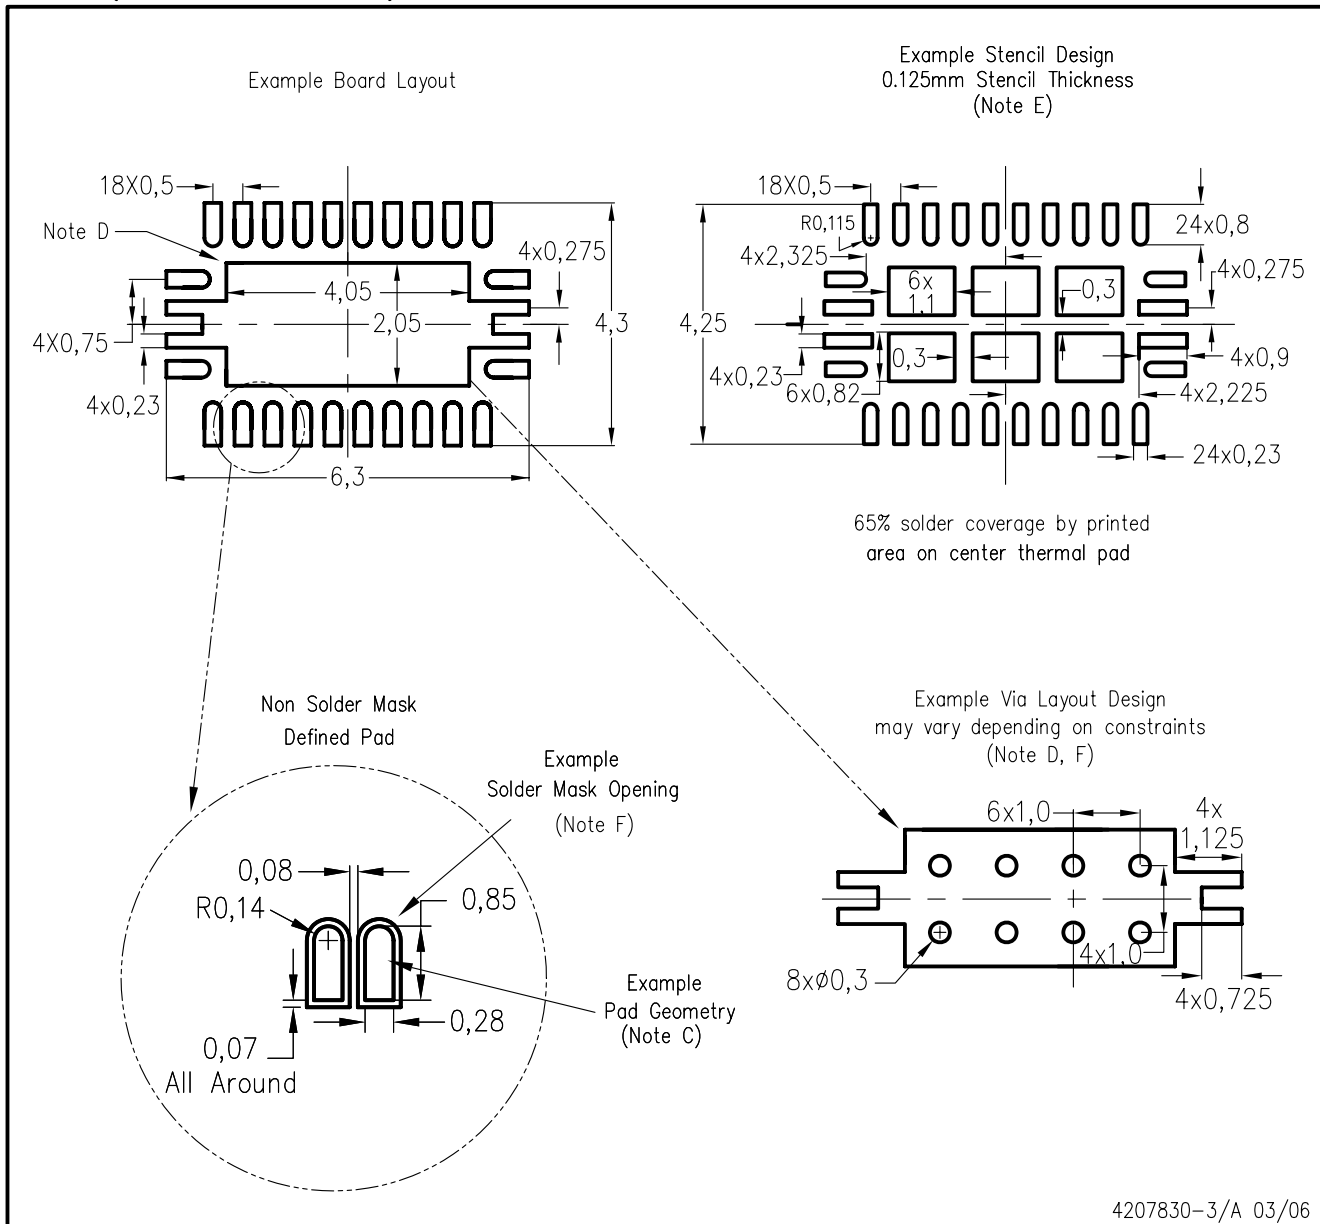 Example Board Layout
18X0,5
Note D
4x0,275
4,05
2,05
4,3
4X0,75
4x0,23
6,3
Example Stencil Design
0.125mm Stencil Thickness
(Note E)
18X0,5
R0,115
24x0,8
4x2,325
4x0,275
6x
1,1
0,3
4,25
0,3
4x0,9
4x0,23
6x0,82
4x2,225
24x0,23
65% solder coverage by printed
area on center thermal pad
Non Solder Mask
Defined Pad
Example
Solder Mask Opening
(Note F)
0,08
0,85
R0,14
Example
Pad Geometry
(Note C)
0,28
0,07
All Around
Example Via Layout Design
may vary depending on constraints
(Note D, F)
6x1,0
4x
1,125
4x1,0
8xø0,3
4x0,725
4207830-3/A 03/06